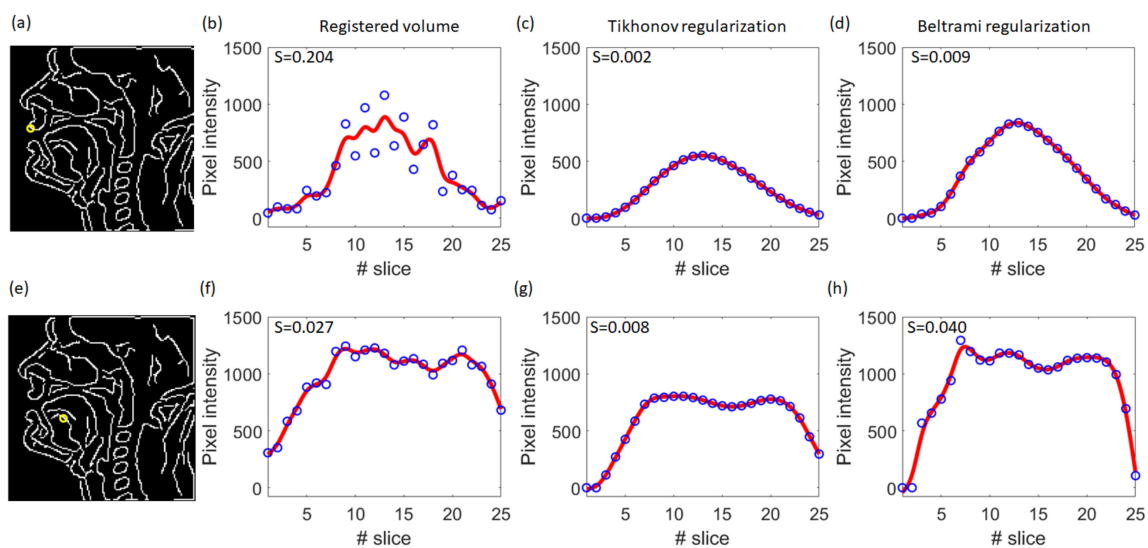 (a) (b) Registered volume (c) Tikhonov regularization (d) Beltrami regularization
1500 1500 1500
S=0.204 S=0.002 S=0.009
1000 1000 1000
500 500 500
0 0 0
Pixel intensity Pixel intensity Pixel intensity
5 10 15 20 25 5 10 15 20 25 5 10 15 20 25
# slice # slice # slice
(e) (f) (g) (h)
1500 1500 1500
S=0.027 S=0.008 S=0.040
1000 1000 1000
500 500 500
0 0 0
Pixel intensity Pixel intensity Pixel intensity
5 10 15 20 25 5 10 15 20 25 5 10 15 20 25
# slice # slice # slice